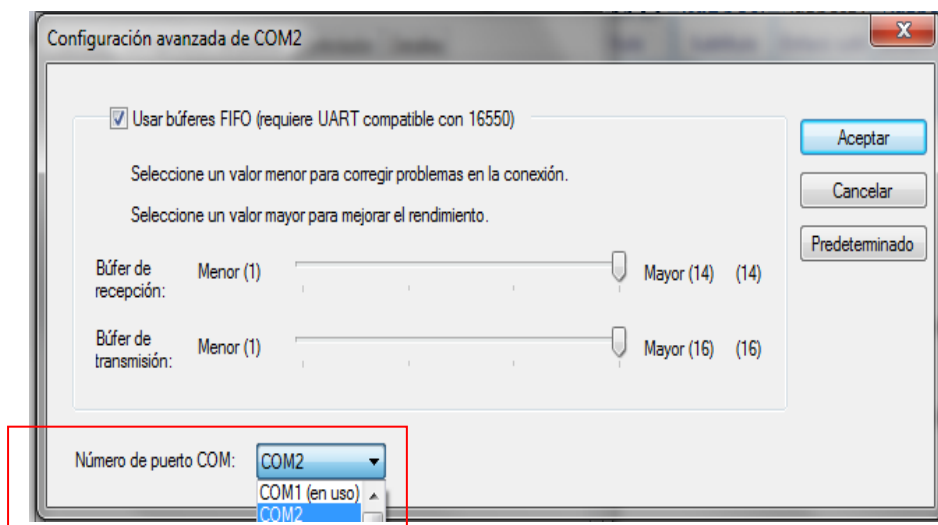 Configuración avanzada de COM2
Usar búferes FIFO (requiere UART compatible con 16550)
Seleccione un valor menor para corregir problemas en la conexión.
Seleccione un valor mayor para mejorar el rendimiento.
Búfer de recepción:
Menor (1)
Mayor (14)
(14)
Búfer de transmisión:
Menor (1)
Mayor (16)
(16)
Aceptar
Cancelar
Predeterminado
Número de puerto COM:
COM2
COM1 (en uso)
COM2